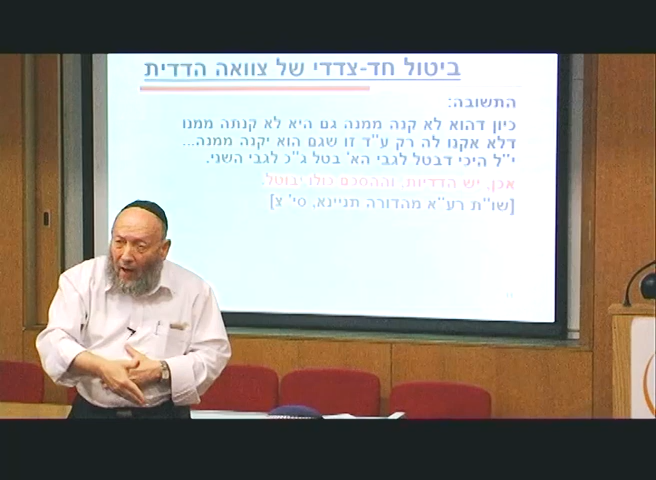 ביטול חד-צדדי של צוואה הדדית
התשובה:
כיון דהוא לא קנה ממנה גם היא לא קנתה ממנו
דלא אקנו לה רק ע"ד זו שגם הוא יקנה ממנה...
י"ל היכי דבטל לגבי הא' בטל ג"כ לגבי השני.
אכן, יש הדדיות, וההסכם כולו יבוטל.
[שו"ת רע"א מהדורה תניינא, סי' צ]